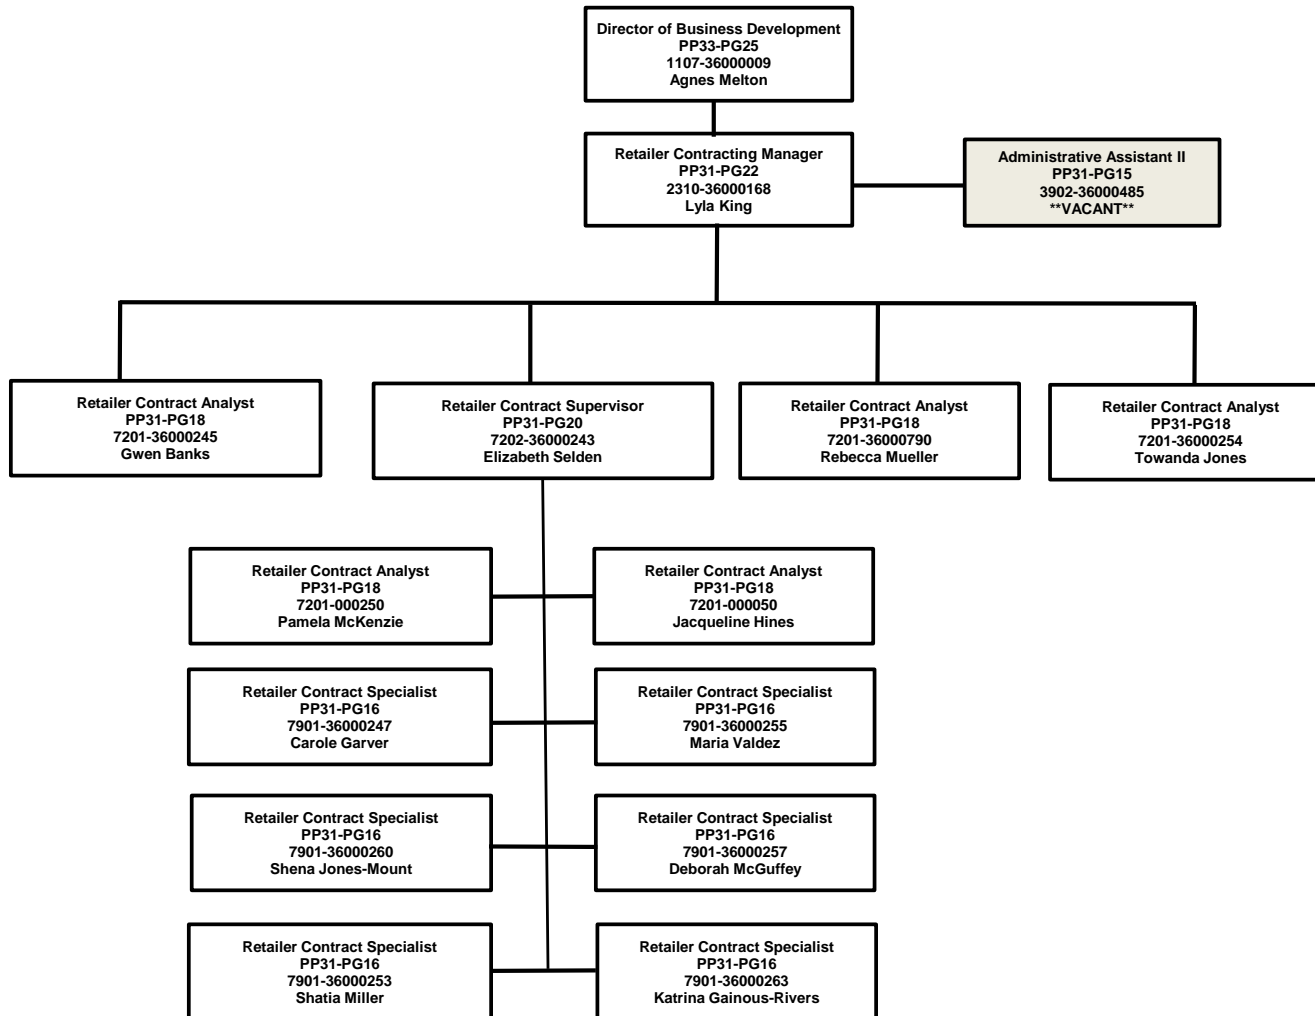 Director of Business Development
PP33-PG25
1107-36000009
Agnes Melton
Retailer Contracting Manager
PP31-PG22
2310-36000168
Lyla King
Administrative Assistant II
PP31-PG15
3902-36000485
**VACANT**
Retailer Contract Analyst
PP31-PG18
7201-36000245
Gwen Banks
Retailer Contract Supervisor
PP31-PG20
7202-36000243
Elizabeth Selden
Retailer Contract Analyst
PP31-PG18
7201-36000790
Rebecca Mueller
Retailer Contract Analyst
PP31-PG18
7201-36000254
Towanda Jones
Retailer Contract Analyst
PP31-PG18
7201-000250
Pamela McKenzie
Retailer Contract Analyst
PP31-PG18
7201-000050
Jacqueline Hines
Retailer Contract Specialist
PP31-PG16
7901-36000247
Carole Garver
Retailer Contract Specialist
PP31-PG16
7901-36000255
Maria Valdez
Retailer Contract Specialist
PP31-PG16
7901-36000260
Shena Jones-Mount
Retailer Contract Specialist
PP31-PG16
7901-36000257
Deborah McGuffey
Retailer Contract Specialist
PP31-PG16
7901-36000253
Shatia Miller
Retailer Contract Specialist
PP31-PG16
7901-36000263
Katrina Gainous-Rivers